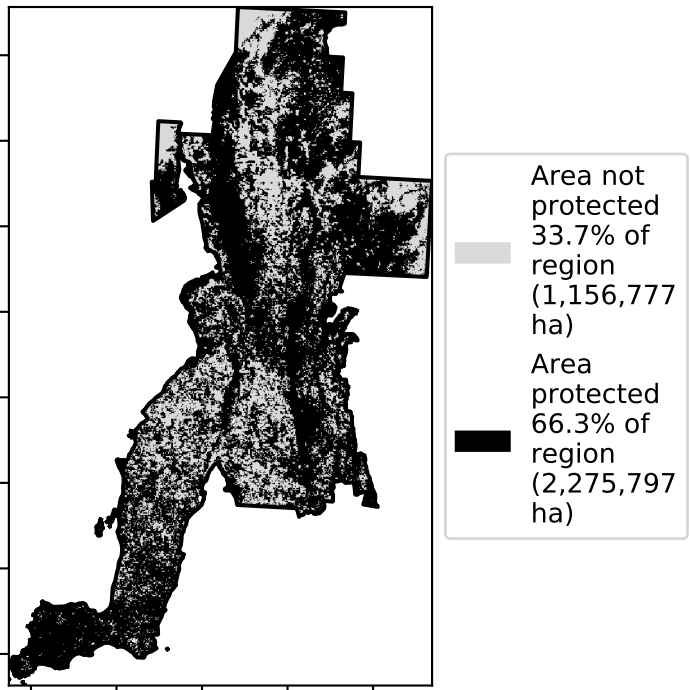 Area not
protected
33.7% of
region
(1,156,777
ha)
Area
protected
66.3% of
region
(2,275,797
ha)